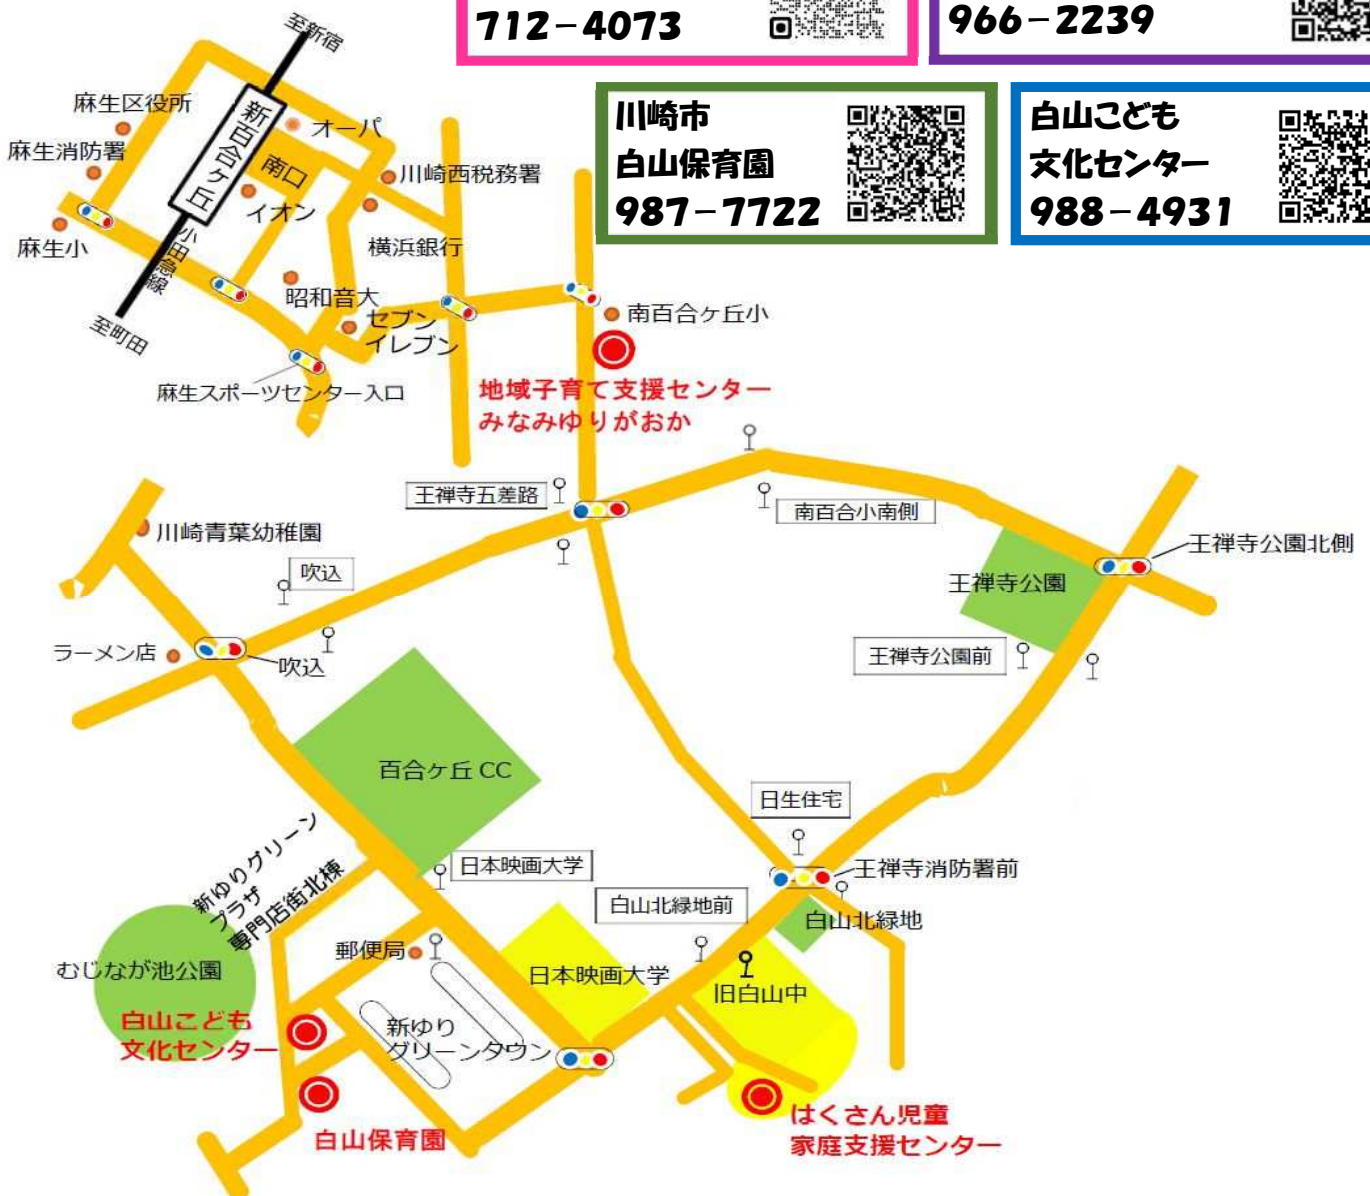 712-4073
966-2239
川崎市
白山保育園
987-7722
白山こども
文化センター
988-4931
至新宿
麻生区役所
オーパ
麻生消防署
新百合ヶ丘
南口
川崎西税務署
イオン
麻生小
小田急線
横浜銀行
昭和音大
セブン
イレブン
南百合ヶ丘小
至町田
麻生スポーツセンター入口
地域子育て支援センター
みなみゆりがおか
王禅寺五差路
南百合小南側
川崎青葉幼稚園
王禅寺公園北側
吹込
王禅寺公園
ラーメン店
吹込
王禅寺公園前
百合ヶ丘 CC
日生住宅
新ゆりグリーン
プラザ
専門店街北棟
日本映画大学
王禅寺消防署前
白山北緑地前
白山北緑地
郵便局
むじなが池公園
日本映画大学
旧白山中
白山こども
文化センター
新ゆり
グリーンタウン
はくさん児童
家庭支援センター
白山保育園